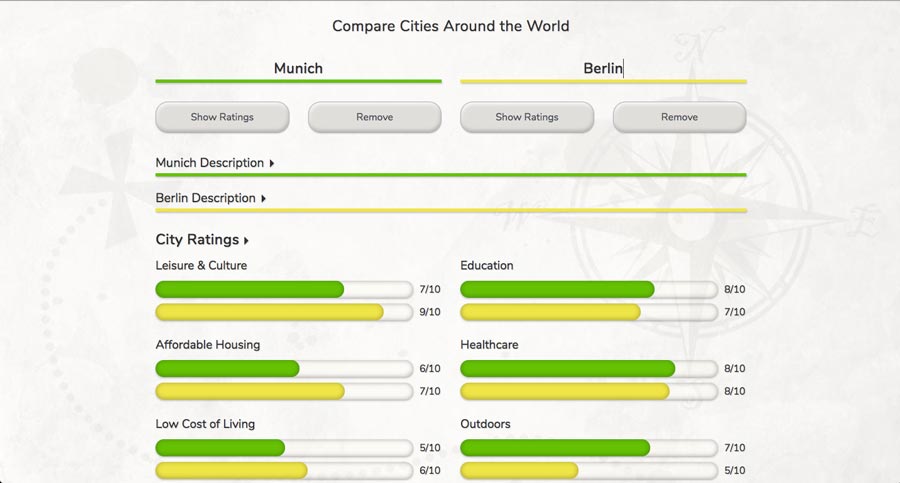 Compare Cities Around the World
N
Munich
Berlin
Show Ratings
Remove
Show Ratings
Remove
Munich Description
Berlin Description
W
E
City Ratings
Leisure & Culture
7/10
9/10
Education
8/10
7/10
Affordable Housing
6/10
7/10
Healthcare
8/10
8/10
Low Cost of Living
5/10
6/10
Outdoors
7/10
5/10